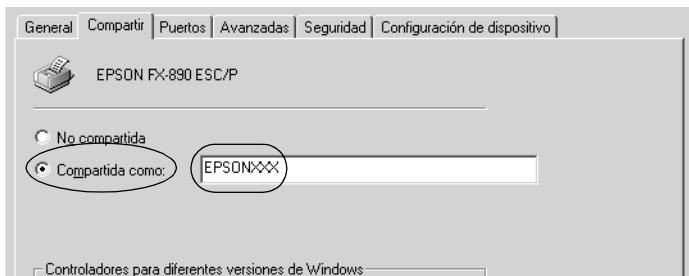 General Compartir Puertos Avanzadas Seguridad Configuración de dispositivo
EPSON FX-890 ESC/P
No compartida
Compartida como: EPSONXXX
Controladores para diferentes versiones de Windows